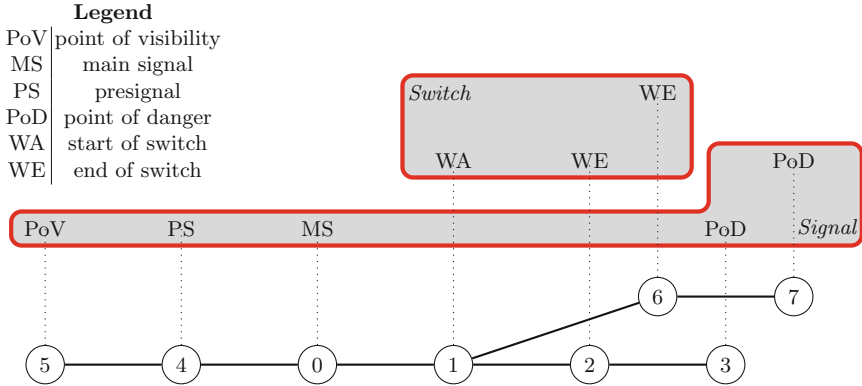 Legend
PoV point of visibility
MS main signal
PS presignal
PoD point of danger
WA start of switch
WE end of switch
Switch WE
WA WE PoD
PoV PS MS PoD Signal
6 7
5 4 0 1 2 3